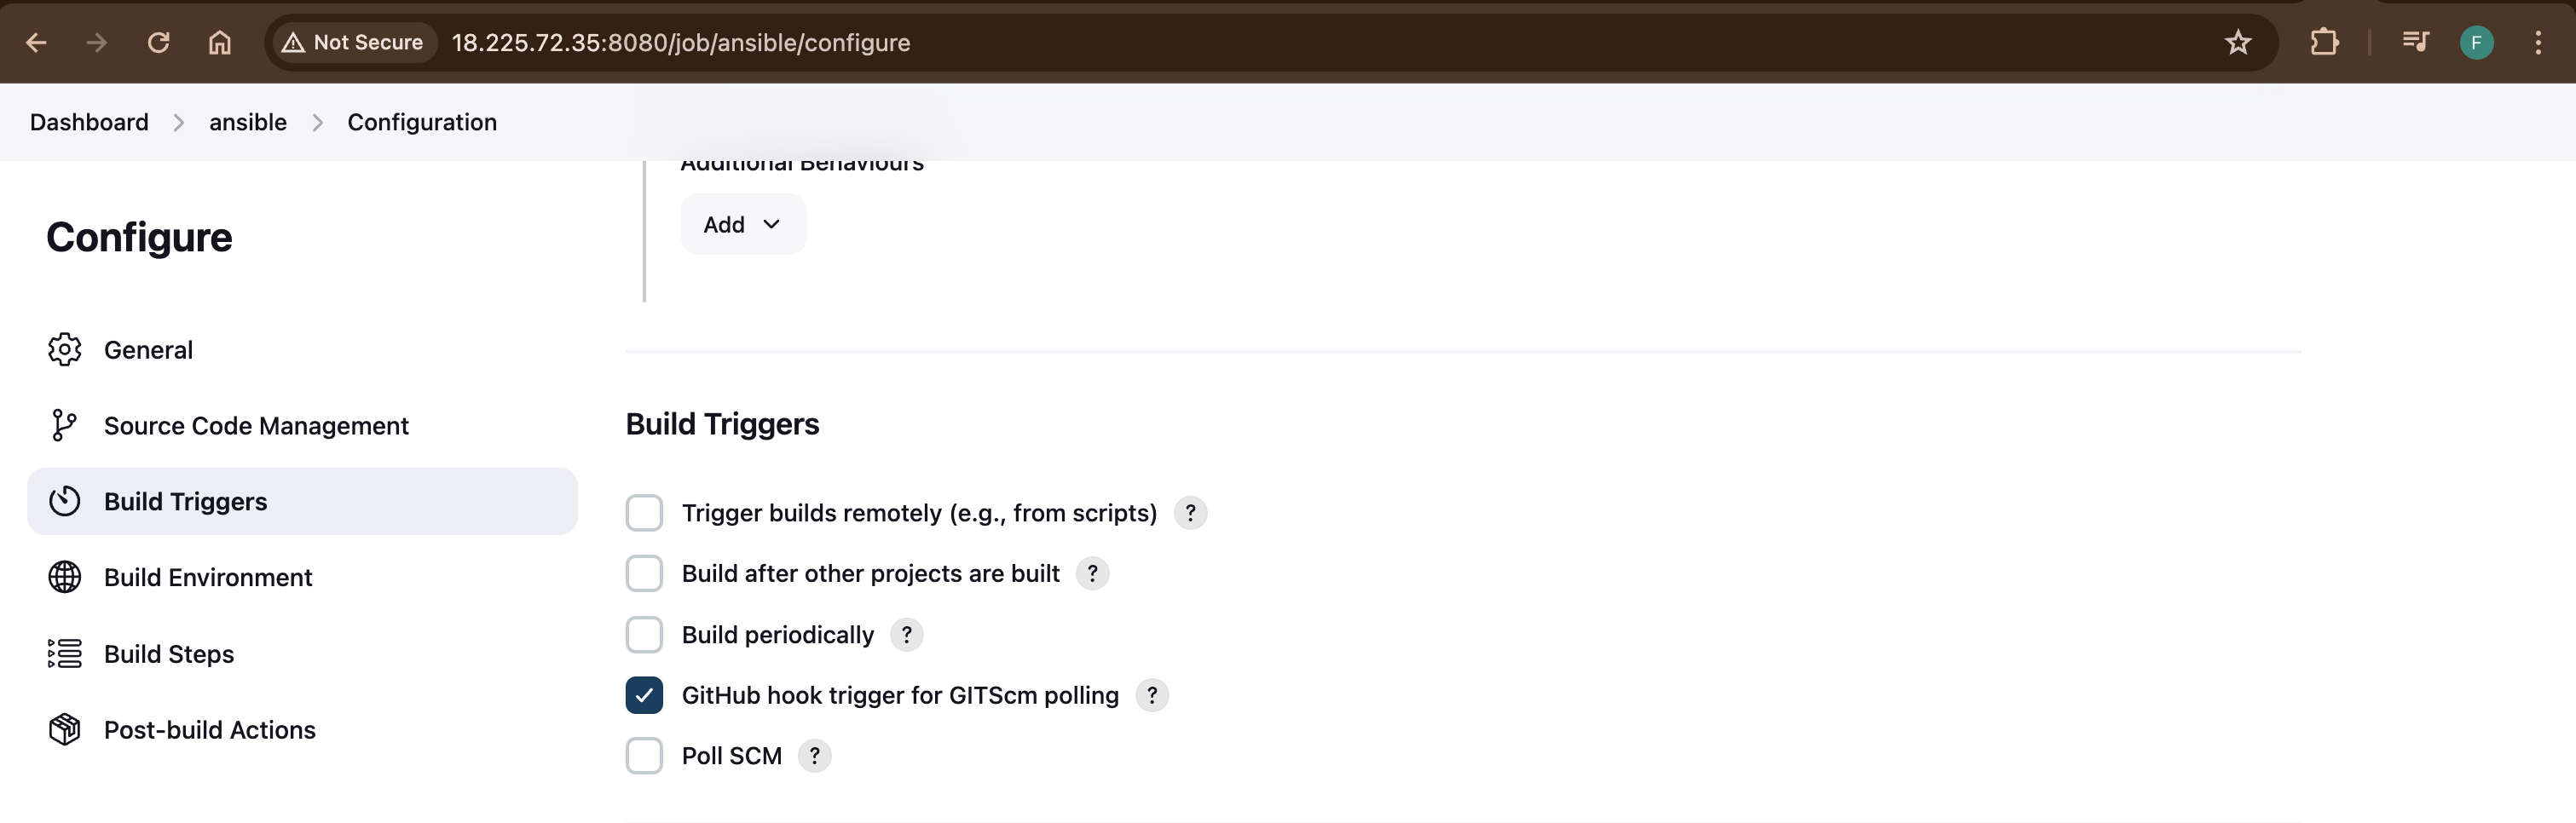 Not Secure 18.225.72.35:8080/job/ansible/configure F
Dashboard ansible Configuration
Additional Behaviours
Add
Configure
General
Source Code Management
Build Triggers
Build Environment
Build Steps
Post-build Actions
Build Triggers
Trigger builds remotely (e.g., from scripts) ?
Build after other projects are built ?
Build periodically ?
GitHub hook trigger for GITScm polling ?
Poll SCM ?